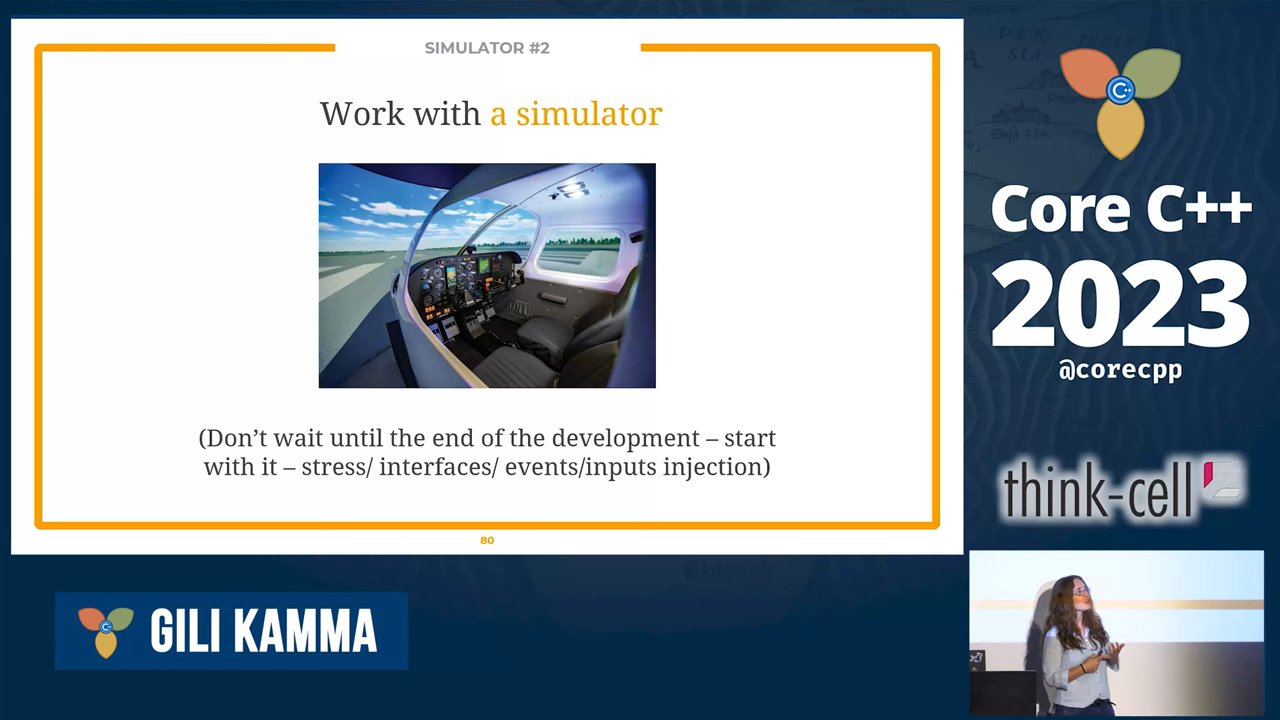 SIMULATOR #2
Work with a simulator
(Don’t wait until the end of the development – start
with it – stress/ interfaces/ events/inputs injection)
80
C++
Core C++
2023
@corecpp
think-cell
GILI KAMMA